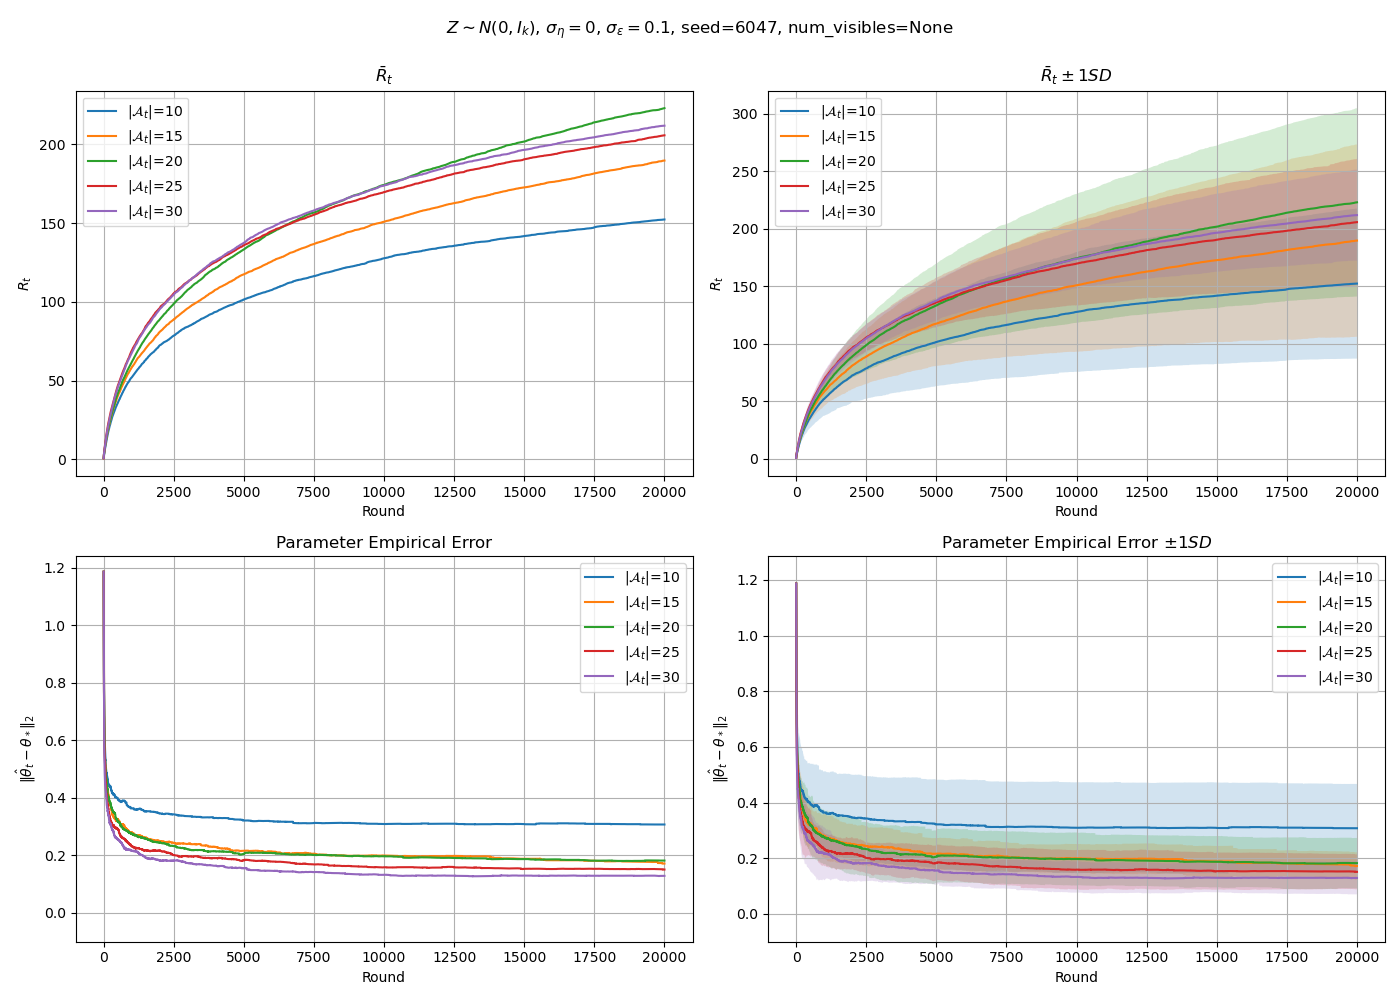 Z ∼ N(0, I_k), σ_η = 0, σ_ε = 0.1, seed=6047, num_visibles=None
R̄_t
R_t
200
150
100
50
0
|𝒜_t|=10
|𝒜_t|=15
|𝒜_t|=20
|𝒜_t|=25
|𝒜_t|=30
0 2500 5000 7500 10000 12500 15000 17500 20000
Round
R̄_t ± 1SD
R_t
300
250
200
150
100
50
0
|𝒜_t|=10
|𝒜_t|=15
|𝒜_t|=20
|𝒜_t|=25
|𝒜_t|=30
0 2500 5000 7500 10000 12500 15000 17500 20000
Round
Parameter Empirical Error
‖θ̂_t − θ_*‖₂
1.2
1.0
0.8
0.6
0.4
0.2
0.0
|𝒜_t|=10
|𝒜_t|=15
|𝒜_t|=20
|𝒜_t|=25
|𝒜_t|=30
0 2500 5000 7500 10000 12500 15000 17500 20000
Round
Parameter Empirical Error ±1SD
‖θ̂_t − θ_*‖₂
1.2
1.0
0.8
0.6
0.4
0.2
0.0
|𝒜_t|=10
|𝒜_t|=15
|𝒜_t|=20
|𝒜_t|=25
|𝒜_t|=30
0 2500 5000 7500 10000 12500 15000 17500 20000
Round